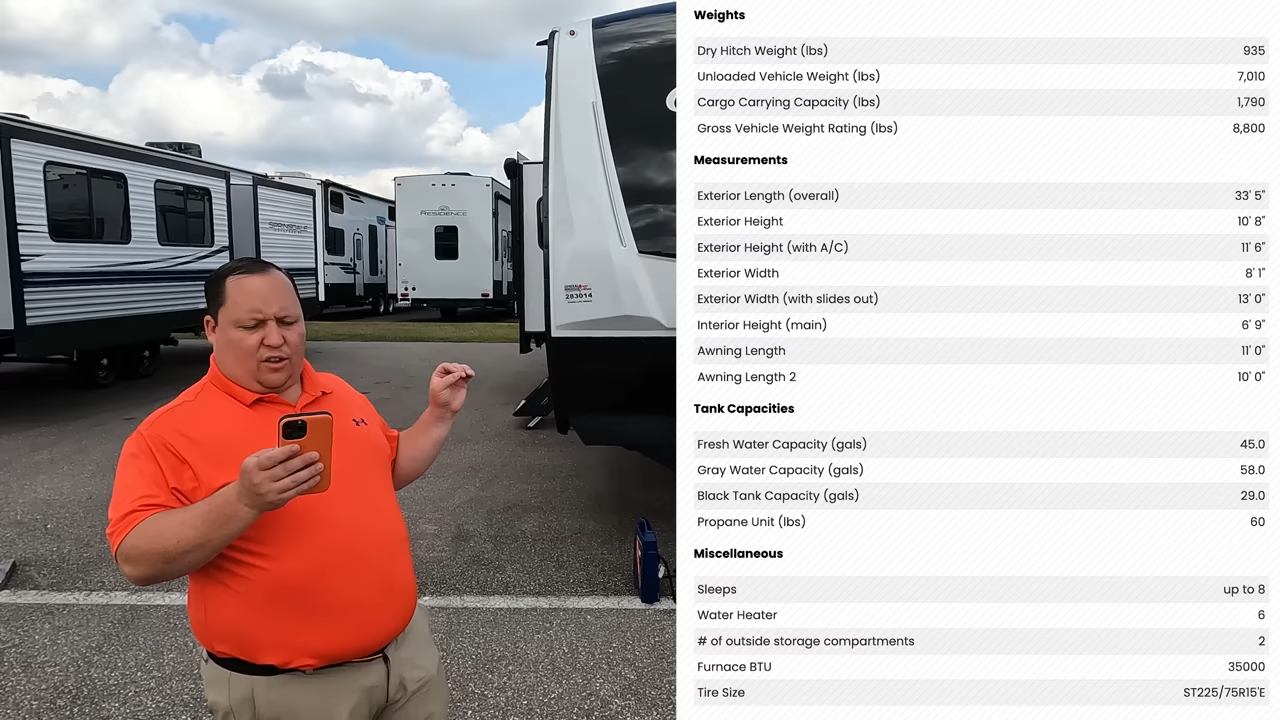 RESIDENCE
SPRINGDALE
283014
Weights
Dry Hitch Weight (lbs) 935
Unloaded Vehicle Weight (lbs) 7,010
Cargo Carrying Capacity (lbs) 1,790
Gross Vehicle Weight Rating (lbs) 8,800
Measurements
Exterior Length (overall) 33' 5"
Exterior Height 10' 8"
Exterior Height (with A/C) 11' 6"
Exterior Width 8' 1"
Exterior Width (with slides out) 13' 0"
Interior Height (main) 6' 9"
Awning Length 11' 0"
Awning Length 2 10' 0"
Tank Capacities
Fresh Water Capacity (gals) 45.0
Gray Water Capacity (gals) 58.0
Black Tank Capacity (gals) 29.0
Propane Unit (lbs) 60
Miscellaneous
Sleeps up to 8
Water Heater 6
# of outside storage compartments 2
Furnace BTU 35000
Tire Size ST225/75R15'E